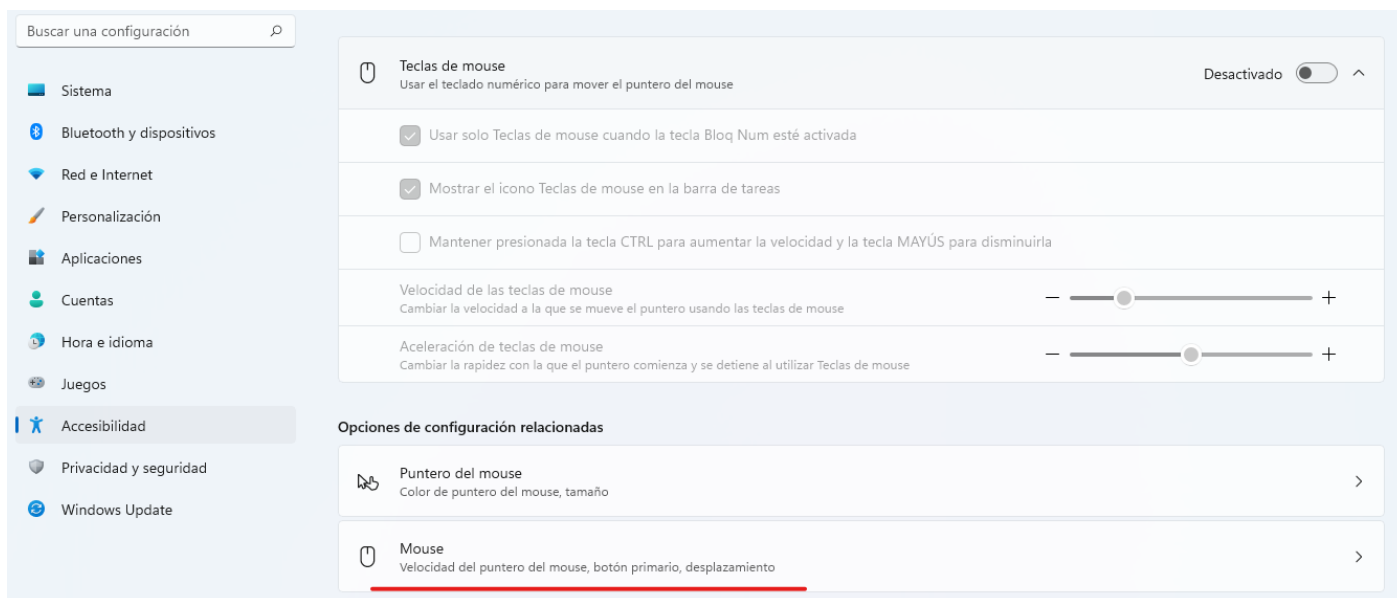 Buscar una configuración
Sistema
Bluetooth y dispositivos
Red e Internet
Personalización
Aplicaciones
Cuentas
Hora e idioma
Juegos
Accesibilidad
Privacidad y seguridad
Windows Update
Teclas de mouse
Usar el teclado numérico para mover el puntero del mouse
Desactivado
Usar solo Teclas de mouse cuando la tecla Bloq Num esté activada
Mostrar el icono Teclas de mouse en la barra de tareas
Mantener presionada la tecla CTRL para aumentar la velocidad y la tecla MAYÚS para disminuirla
Velocidad de las teclas de mouse
Cambiar la velocidad a la que se mueve el puntero usando las teclas de mouse
Aceleración de teclas de mouse
Cambiar la rapidez con la que el puntero comienza y se detiene al utilizar Teclas de mouse
Opciones de configuración relacionadas
Puntero del mouse
Color de puntero del mouse, tamaño
Mouse
Velocidad del puntero del mouse, botón primario, desplazamiento